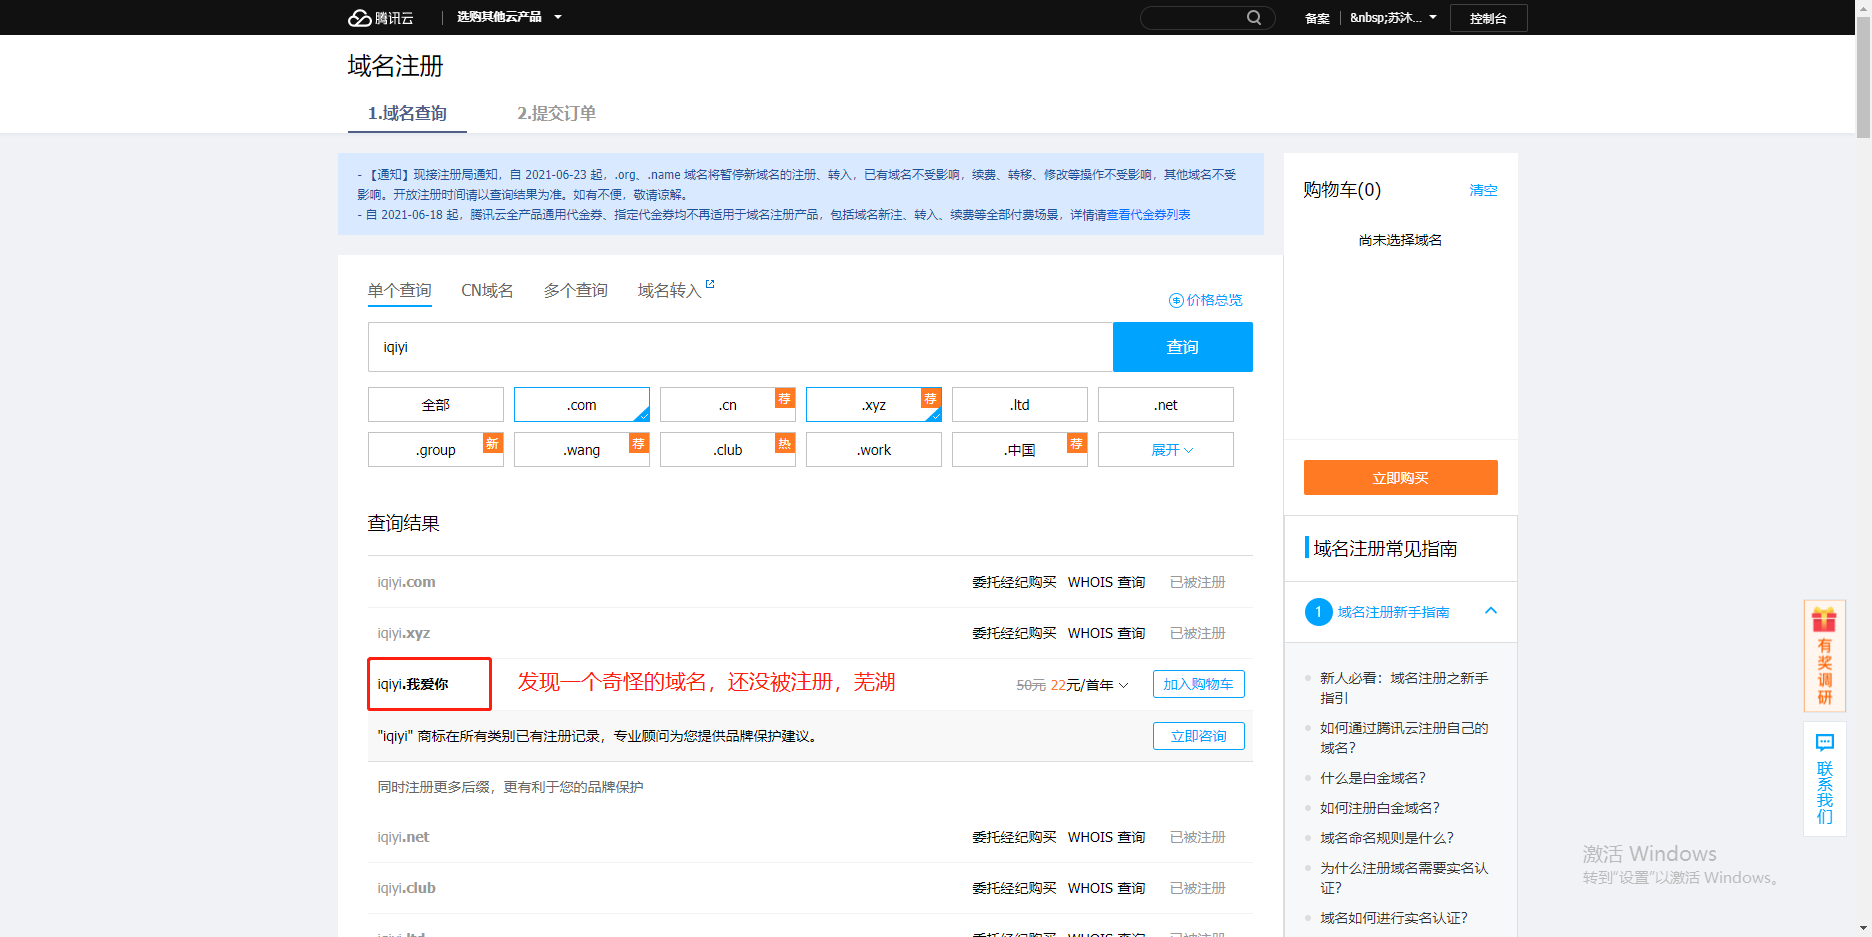 腾讯云
选购其他云产品
备案
&nbsp;苏沐...
控制台
域名注册
1.域名查询
2.提交订单
- 【通知】现接注册局通知，自 2021-06-23 起，.org、.name 域名将暂停新域名的注册、转入，已有域名不受影响，续费、转移、修改等操作不受影响，其他域名不受
影响。开放注册时间请以查询结果为准。如有不便，敬请谅解。
- 自 2021-06-18 起，腾讯云全产品通用代金券、指定代金券均不再适用于域名注册产品，包括域名新注、转入、续费等全部付费场景，详情请查看代金券列表
购物车(0)
清空
尚未选择域名
单个查询
CN域名
多个查询
域名转入
价格总览
iqiyi
查询
全部
.com
.cn
荐
.xyz
荐
.ltd
.net
.group
新
.wang
荐
.club
热
.work
.中国
荐
展开
立即购买
查询结果
iqiyi.com 委托经纪购买 WHOIS 查询 已被注册
iqiyi.xyz 委托经纪购买 WHOIS 查询 已被注册
iqiyi.我爱你 发现一个奇怪的域名，还没被注册，芜湖 50元 22元/首年 加入购物车
"iqiyi" 商标在所有类别已有注册记录，专业顾问为您提供品牌保护建议。 立即咨询
同时注册更多后缀，更有利于您的品牌保护
iqiyi.net 委托经纪购买 WHOIS 查询 已被注册
iqiyi.club 委托经纪购买 WHOIS 查询 已被注册
iqiyi.ltd 委托经纪购买 WHOIS 查询 已被注册
域名注册常见指南
1 域名注册新手指南
新人必看：域名注册之新手
指引
如何通过腾讯云注册自己的
域名？
什么是白金域名？
如何注册白金域名？
域名命名规则是什么？
为什么注册域名需要实名认
证？
域名如何进行实名认证？
有奖调研
联系我们
激活 Windows
转到“设置”以激活 Windows。